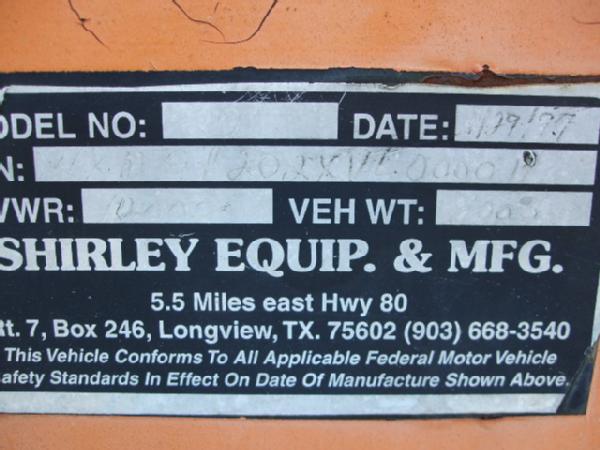 ODEL NO: DATE:
N:
VWR: VEH WT:
SHIRLEY EQUIP. & MFG.
5.5 Miles east Hwy 80
Rt. 7, Box 246, Longview, TX. 75602 (903) 668-3540
This Vehicle Conforms To All Applicable Federal Motor Vehicle
Safety Standards In Effect On Date Of Manufacture Shown Above.